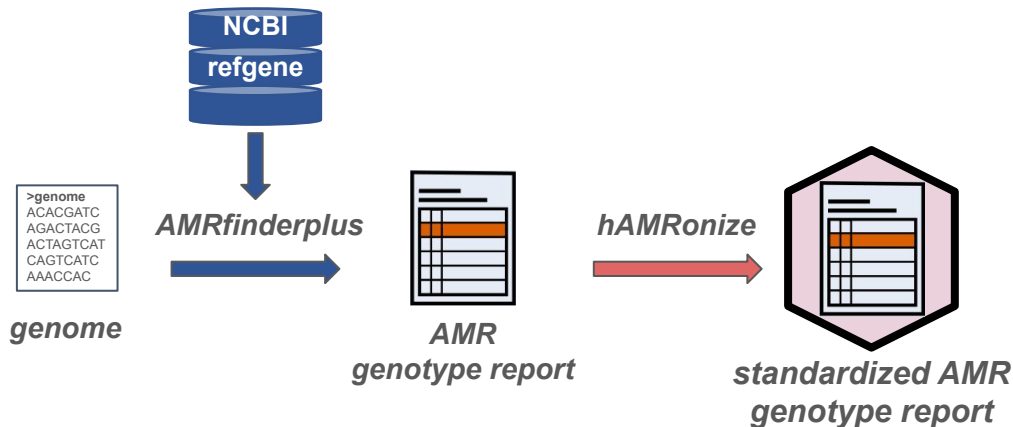 NCBI
refgene
>genome
ACACGATC
AGACTACG
ACTAGTCAT
CAGTCATC
AAACCAC
genome
AMRfinderplus
AMR
genotype report
hAMRonize
standardized AMR
genotype report